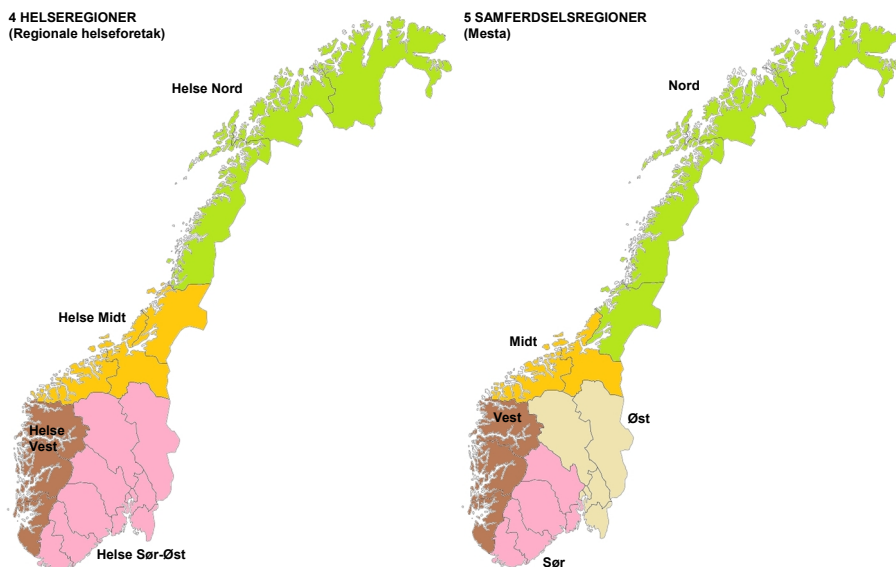 4 HELSEREGIONER
(Regionale helseforetak)
Helse Nord
Helse Midt
Helse
Vest
Helse Sør-Øst
5 SAMFERDSELSREGIONER
(Mesta)
Nord
Midt
Vest
Øst
Sør